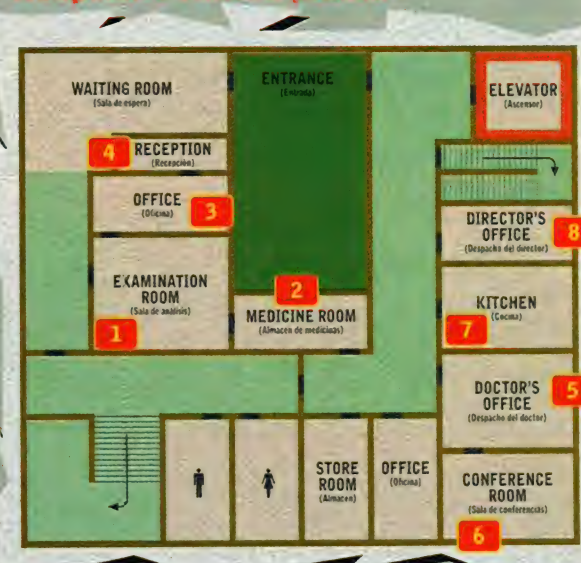 WAITING ROOM
(Sala de espera)
ENTRANCE
(Entrada)
ELEVATOR
(Ascensor)
4
RECEPTION
(Recepción)
OFFICE
(Oficina)
3
DIRECTOR'S
OFFICE
(Despacho del director)
8
EXAMINATION
ROOM
(Sala de análisis)
1
2
MEDICINE ROOM
(Almacen de medicinas)
KITCHEN
(Cocina)
7
DOCTOR'S
OFFICE
(Despacho del doctor)
5
STORE
ROOM
(Almacen)
OFFICE
(Oficina)
CONFERENCE
ROOM
(Sala de conferencias)
6